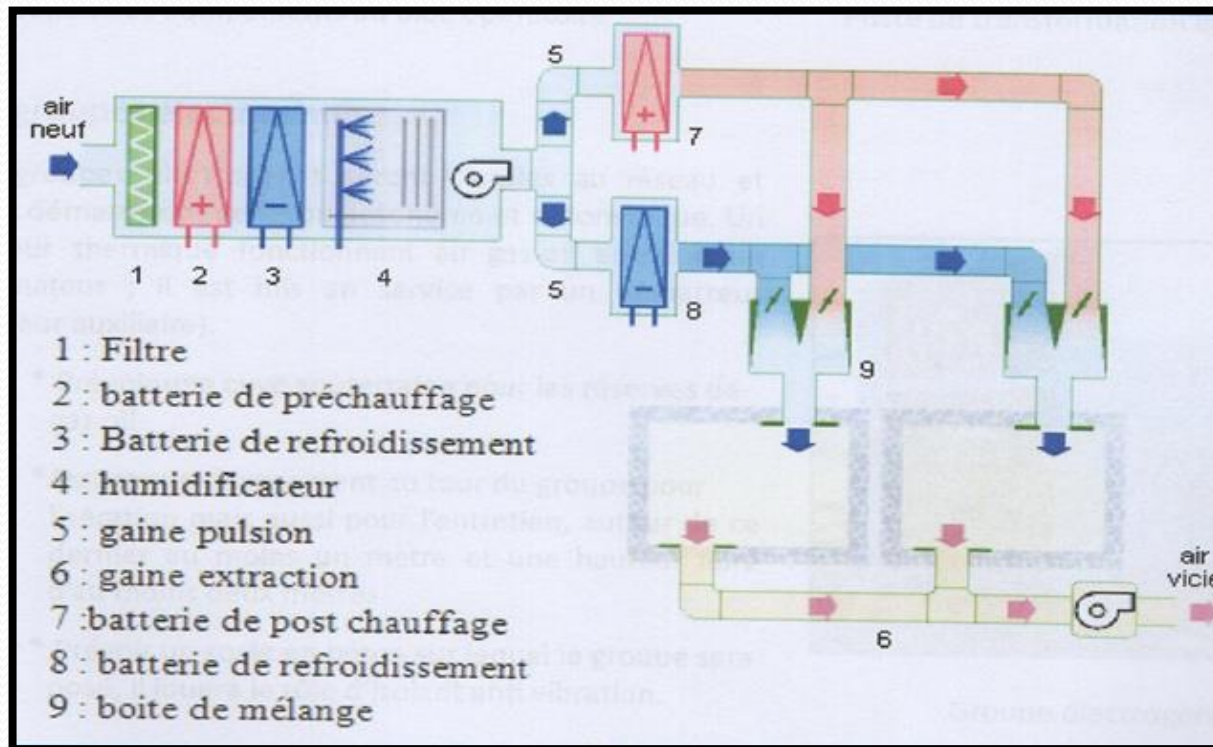 air
neuf
5
7
1
2
3
4
5
8
9
1 : Filtre
2 : batterie de préchauffage
3 : Batterie de refroidissement
4 : humidificateur
5 : gaine pulsion
6 : gaine extraction
7 :batterie de post chauffage
8 : batterie de refroidissement
9 : boite de mélange
air
vicié
6
+
−
+
−